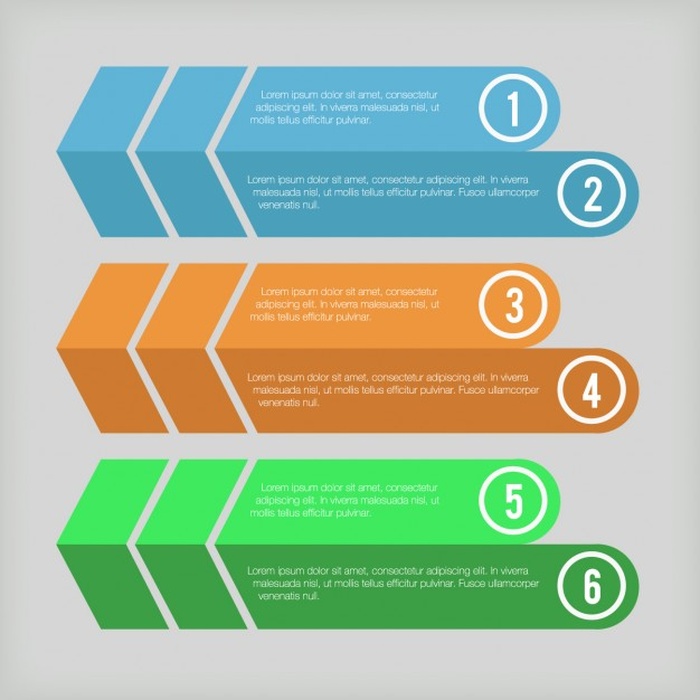 Lorem ipsum dolor sit amet, consectetur
adipiscing elit. In viverra malesuada nisl, ut
mollis tellus efficitur pulvinar.
1
Lorem ipsum dolor sit amet, consectetur adipiscing elit. In viverra
malesuada nisl, ut mollis tellus efficitur pulvinar. Fusce ullamcorper
venenatis null.
2
Lorem ipsum dolor sit amet, consectetur
adipiscing elit. In viverra malesuada nisl, ut
mollis tellus efficitur pulvinar.
3
Lorem ipsum dolor sit amet, consectetur adipiscing elit. In viverra
malesuada nisl, ut mollis tellus efficitur pulvinar. Fusce ullamcorper
venenatis null.
4
Lorem ipsum dolor sit amet, consectetur
adipiscing elit. In viverra malesuada nisl, ut
mollis tellus efficitur pulvinar.
5
Lorem ipsum dolor sit amet, consectetur adipiscing elit. In viverra
malesuada nisl, ut mollis tellus efficitur pulvinar. Fusce ullamcorper
venenatis null.
6